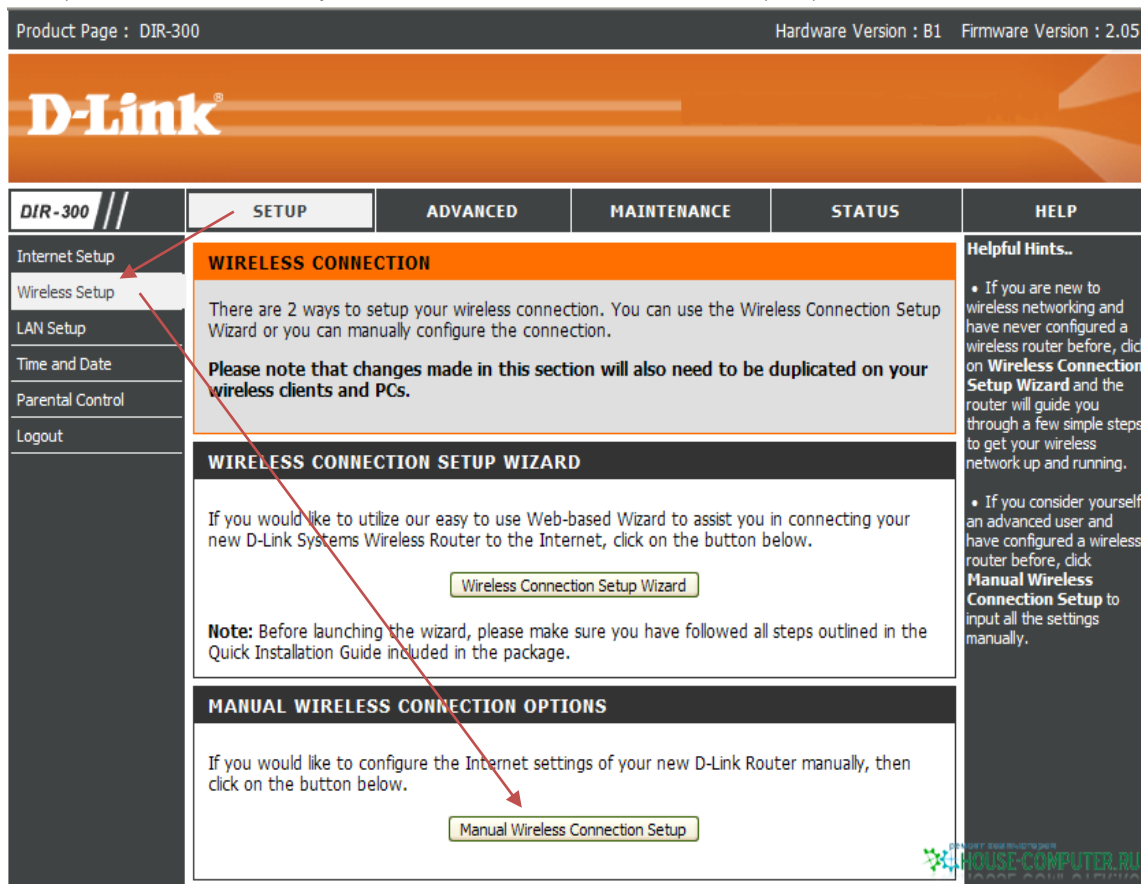 Product Page : DIR-300
Hardware Version : B1 Firmware Version : 2.05
D-Link®
DIR-300
SETUP ADVANCED MAINTENANCE STATUS HELP
Internet Setup
Wireless Setup
LAN Setup
Time and Date
Parental Control
Logout
WIRELESS CONNECTION
There are 2 ways to setup your wireless connection. You can use the Wireless Connection Setup
Wizard or you can manually configure the connection.
Please note that changes made in this section will also need to be duplicated on your
wireless clients and PCs.
WIRELESS CONNECTION SETUP WIZARD
If you would like to utilize our easy to use Web-based Wizard to assist you in connecting your
new D-Link Systems Wireless Router to the Internet, click on the button below.
Wireless Connection Setup Wizard
Note: Before launching the wizard, please make sure you have followed all steps outlined in the
Quick Installation Guide included in the package.
MANUAL WIRELESS CONNECTION OPTIONS
If you would like to configure the Internet settings of your new D-Link Router manually, then
click on the button below.
Manual Wireless Connection Setup
Helpful Hints..
• If you are new to
wireless networking and
have never configured a
wireless router before, clic
on Wireless Connection
Setup Wizard and the
router will guide you
through a few simple steps
to get your wireless
network up and running.
• If you consider yourself
an advanced user and
have configured a wireless
router before, click
Manual Wireless
Connection Setup to
input all the settings
manually.
HOUSE-COMPUTER.RU